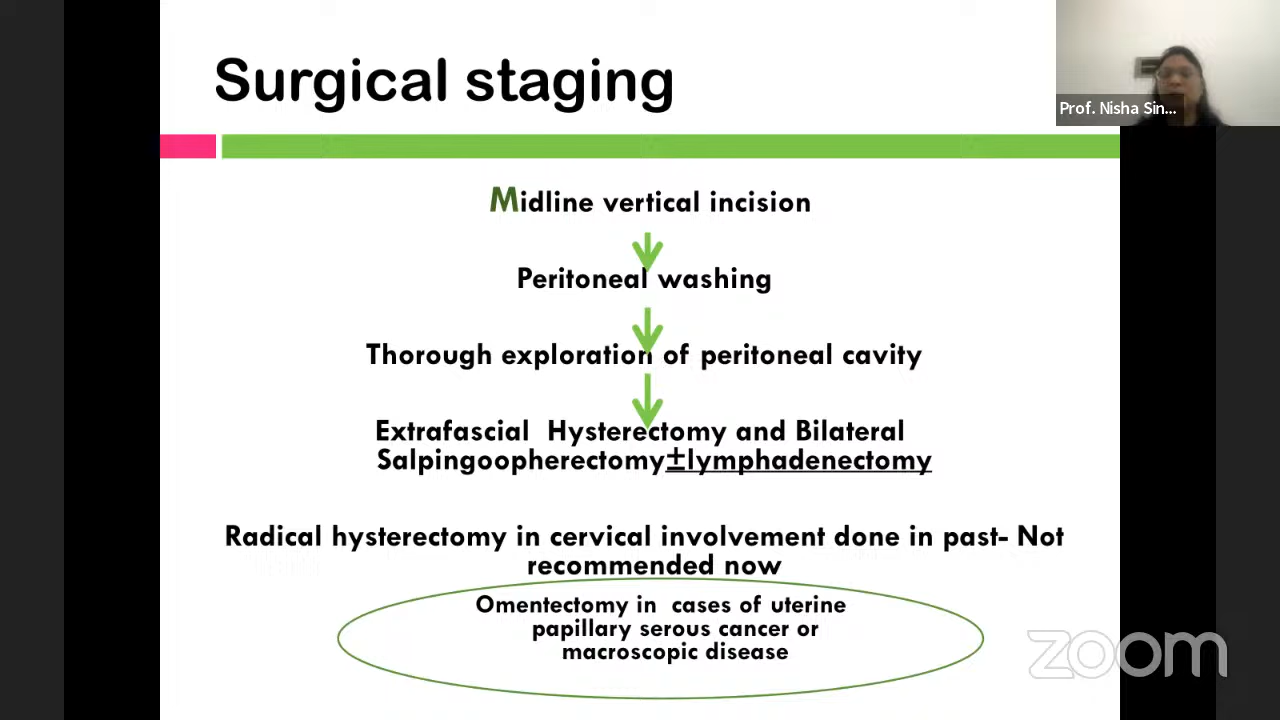 Surgical staging
Prof. Nisha Sin...
Midline vertical incision
Peritoneal washing
Thorough exploration of peritoneal cavity
Extrafascial Hysterectomy and Bilateral
Salpingoopherectomy±lymphadenectomy
Radical hysterectomy in cervical involvement done in past- Not
recommended now
Omentectomy in cases of uterine
papillary serous cancer or
macroscopic disease
zoom